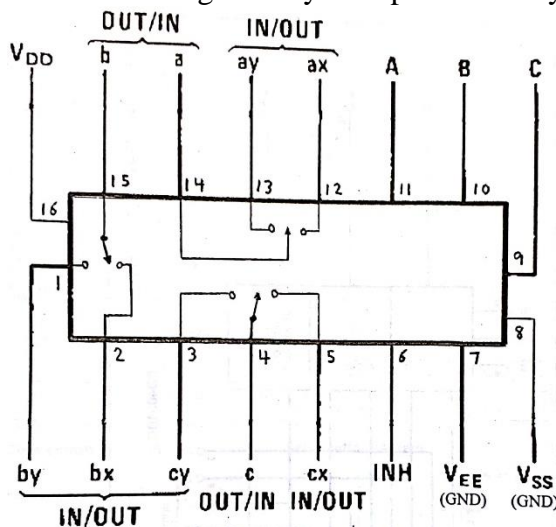 OUT/IN IN/OUT
VDD b a ay ax A B C
15 14 13 12 11 10
16
9
1
8
2 3 4 5 6 7
by bx cy c cx INH VEE VSS
OUT/IN IN/OUT (GND) (GND)
IN/OUT